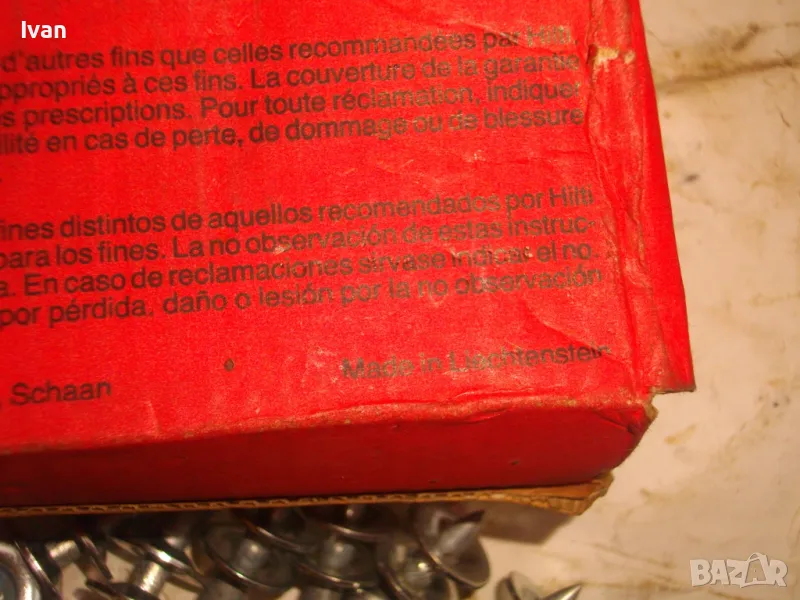 Ivan
d'autres fins que celles recommandées par Hilti.
appropriés à ces fins. La couverture de la garantie
prescriptions. Pour toute réclamation, indiquer
en cas de perte, de dommage ou de blessure
fines distintos de aquellos recomendados por Hilti
para los fines. La no observación de estas instruc-
a. En caso de reclamaciones sirvase indicar el no.
por pérdida, daño o lesión por la no observación
Made in Liechtenstein
, Schaan
BAZAR